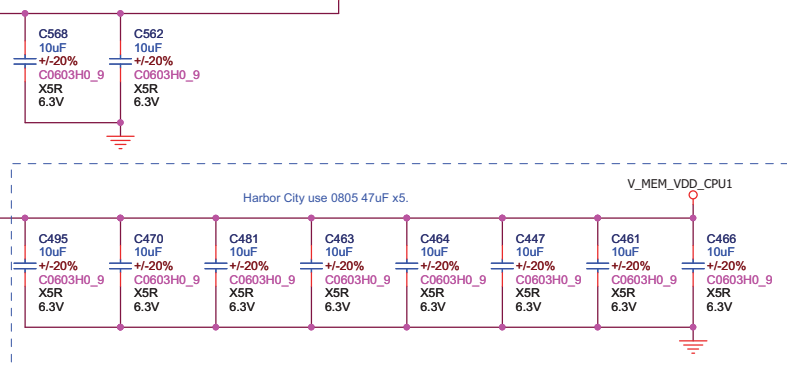 C568
10uF
+/-20%
C0603H0_9
X5R
6.3V
C562
10uF
+/-20%
C0603H0_9
X5R
6.3V
V_MEM_VDD_CPU1
Harbor City use 0805 47uF x5.
C495
10uF
+/-20%
C0603H0_9
X5R
6.3V
C470
10uF
+/-20%
C0603H0_9
X5R
6.3V
C481
10uF
+/-20%
C0603H0_9
X5R
6.3V
C463
10uF
+/-20%
C0603H0_9
X5R
6.3V
C464
10uF
+/-20%
C0603H0_9
X5R
6.3V
C447
10uF
+/-20%
C0603H0_9
X5R
6.3V
C461
10uF
+/-20%
C0603H0_9
X5R
6.3V
C466
10uF
+/-20%
C0603H0_9
X5R
6.3V